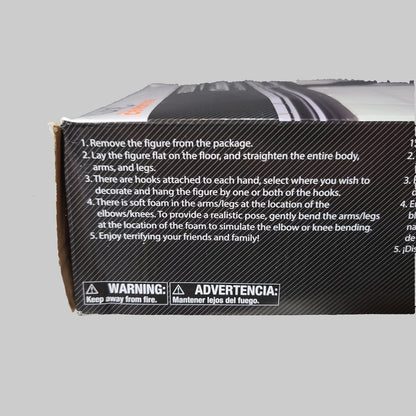 1. Remove the figure from the package.
2. Lay the figure flat on the floor, and straighten the entire body,
arms, and legs.
3. There are hooks attached to each hand, select where you wish to
decorate and hang the figure by one or both of the hooks.
4. There is soft foam in the arms/legs at the location of the
elbows/knees. To provide a realistic pose, gently bend the arms/legs
at the location of the foam to simulate the elbow or knee bending.
5. Enjoy terrifying your friends and family!
⚠ WARNING:
Keep away from fire.
⚠ ADVERTENCIA:
Mantener lejos del fuego.
2.
3.
4.
5. ¡Dis